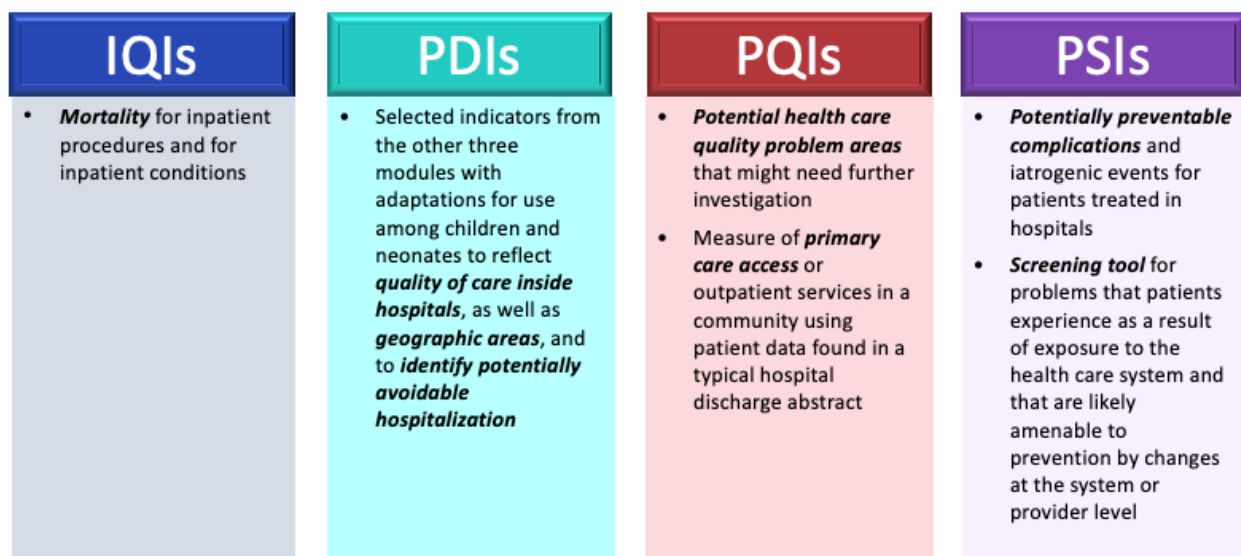 IQIs
• Mortality for inpatient
procedures and for
inpatient conditions
PDIs
• Selected indicators from
the other three
modules with
adaptations for use
among children and
neonates to reflect
quality of care inside
hospitals, as well as
geographic areas, and
to identify potentially
avoidable
hospitalization
PQIs
• Potential health care
quality problem areas
that might need further
investigation
• Measure of primary
care access or
outpatient services in a
community using
patient data found in a
typical hospital
discharge abstract
PSIs
• Potentially preventable
complications and
iatrogenic events for
patients treated in
hospitals
• Screening tool for
problems that patients
experience as a result
of exposure to the
health care system and
that are likely
amenable to
prevention by changes
at the system or
provider level